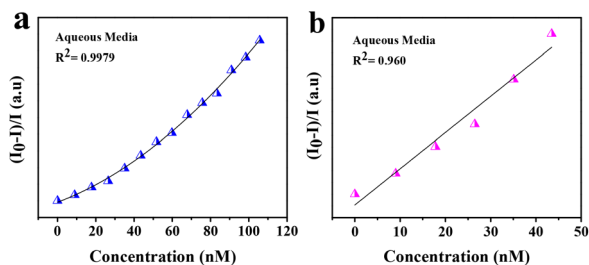 a
Aqueous Media
R2= 0.9979
(I0-I)/I (a.u)
0 20 40 60 80 100 120
Concentration (nM)
b
Aqueous Media
R2= 0.960
(I0-I)/I (a.u)
0 10 20 30 40 50
Concentration (nM)